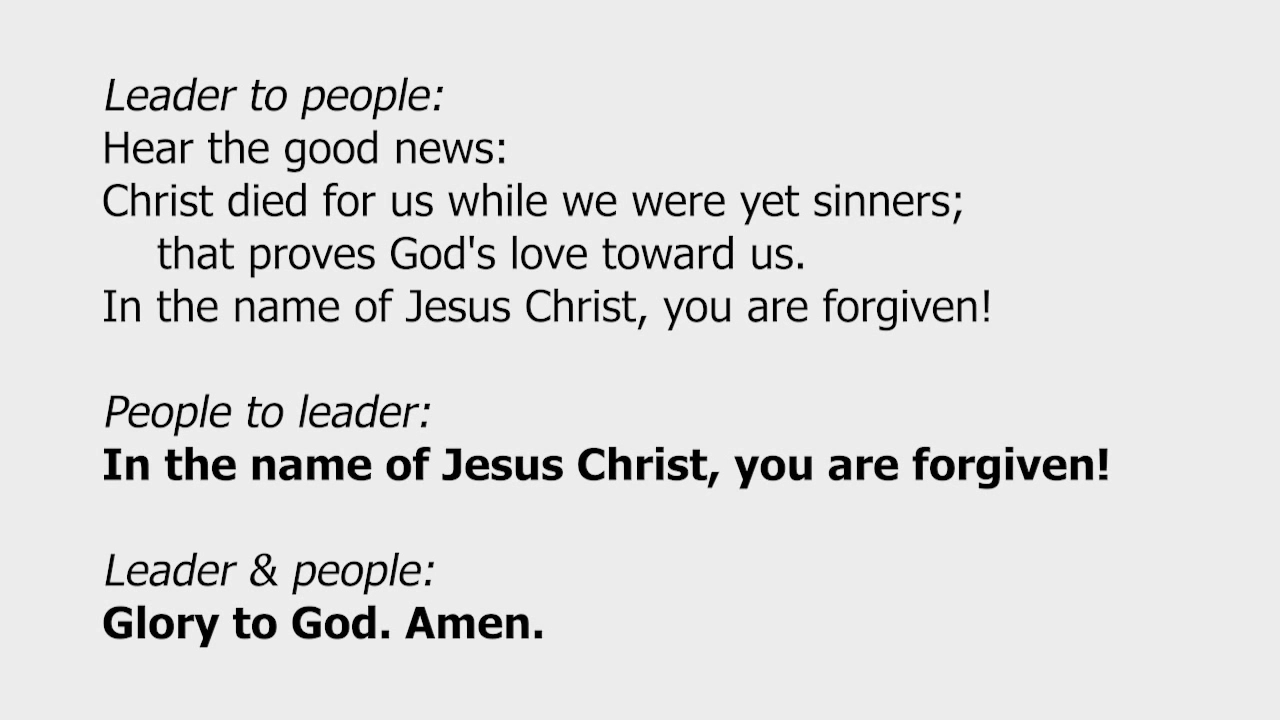 Leader to people:
Hear the good news:
Christ died for us while we were yet sinners;
that proves God's love toward us.
In the name of Jesus Christ, you are forgiven!
People to leader:
In the name of Jesus Christ, you are forgiven!
Leader & people:
Glory to God. Amen.